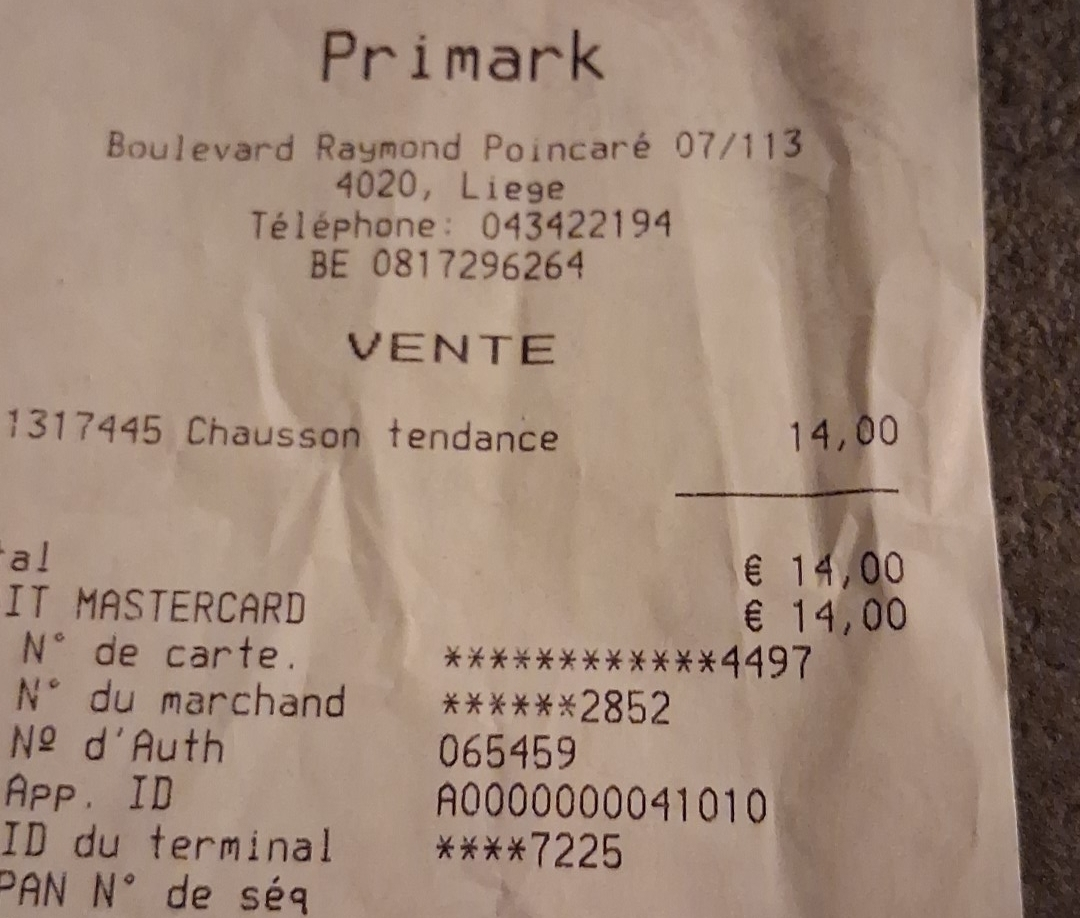 Primark
Boulevard Raymond Poincaré 07/113
4020, Liege
Téléphone: 043422194
BE 0817296264
VENTE
1317445 Chausson tendance 14,00
al € 14,00
IT MASTERCARD € 14,00
N° de carte. ************4497
N° du marchand ******2852
Nº d'Auth 065459
App. ID A0000000041010
ID du terminal ****7225
PAN N° de séq